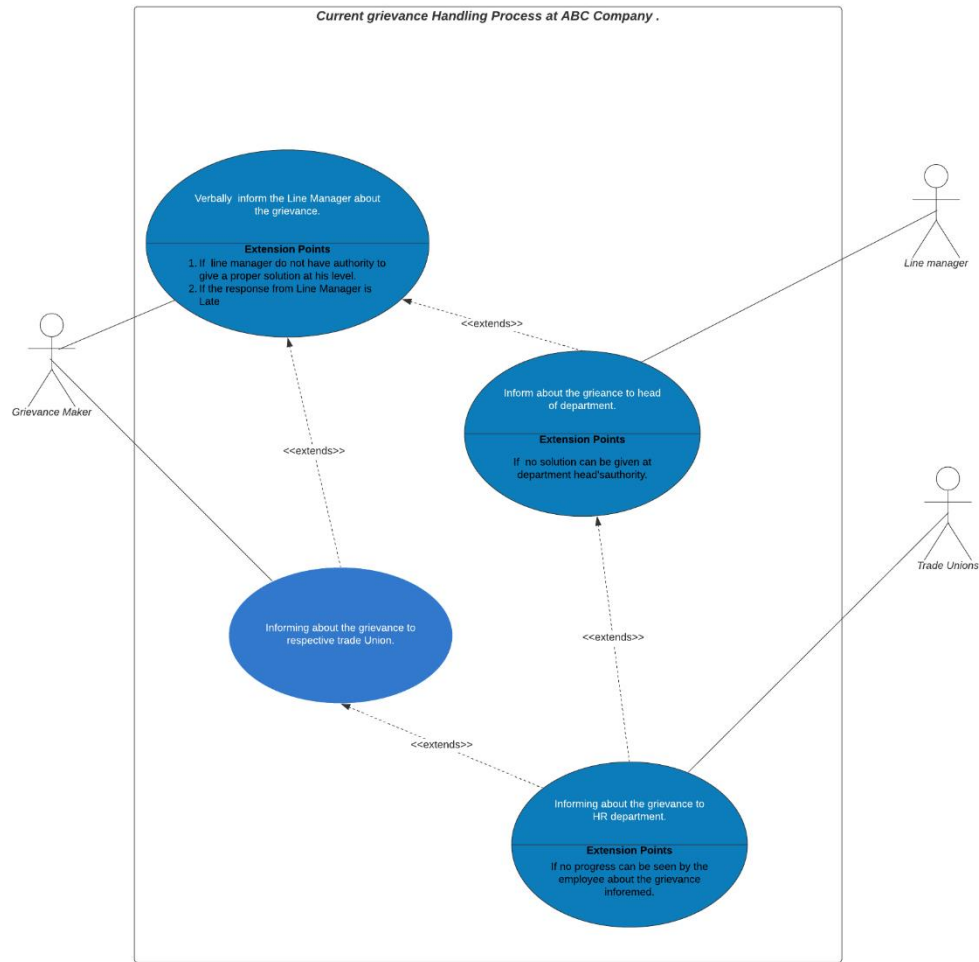 Current grievance Handling Process at ABC Company .
Verbally inform the Line Manager about
the grievance.
Extension Points
1. If line manager do not have authority to
give a proper solution at his level.
2. If the response from Line Manager is
Late
Line manager
<<extends>>
Grievance Maker
Inform about the grieance to head
of department.
Extension Points
If no solution can be given at
department head'sauthority.
<<extends>>
Trade Unions
Informing about the grievance to
respective trade Union.
<<extends>>
<<extends>>
Informing about the grievance to
HR department.
Extension Points
If no progress can be seen by the
employee about the grievance
inforemed.